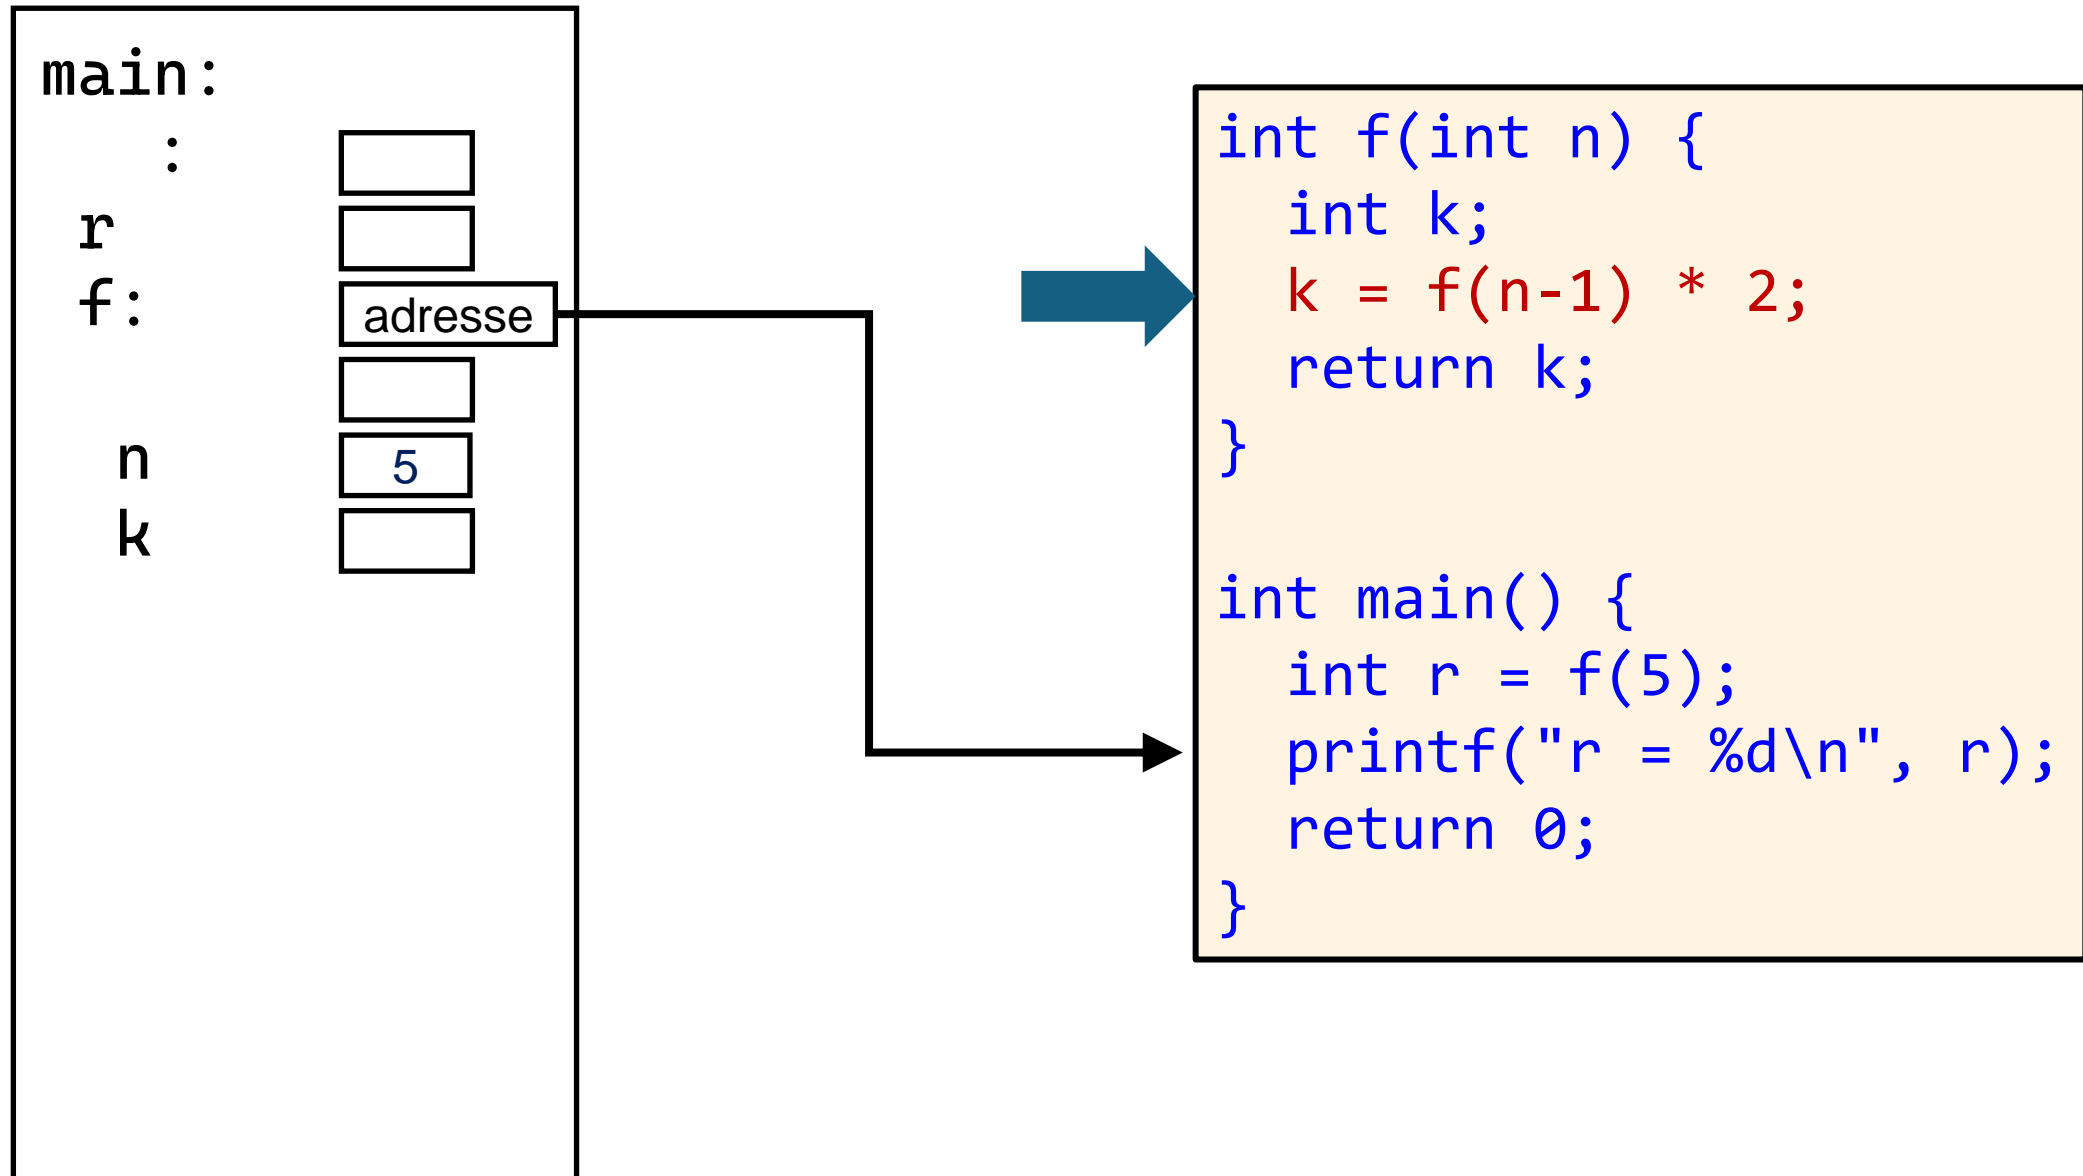 main:
:
r
f: adresse
n 5
k
int f(int n) {
int k;
k = f(n-1) * 2;
return k;
}
int main() {
int r = f(5);
printf("r = %d\n", r);
return 0;
}